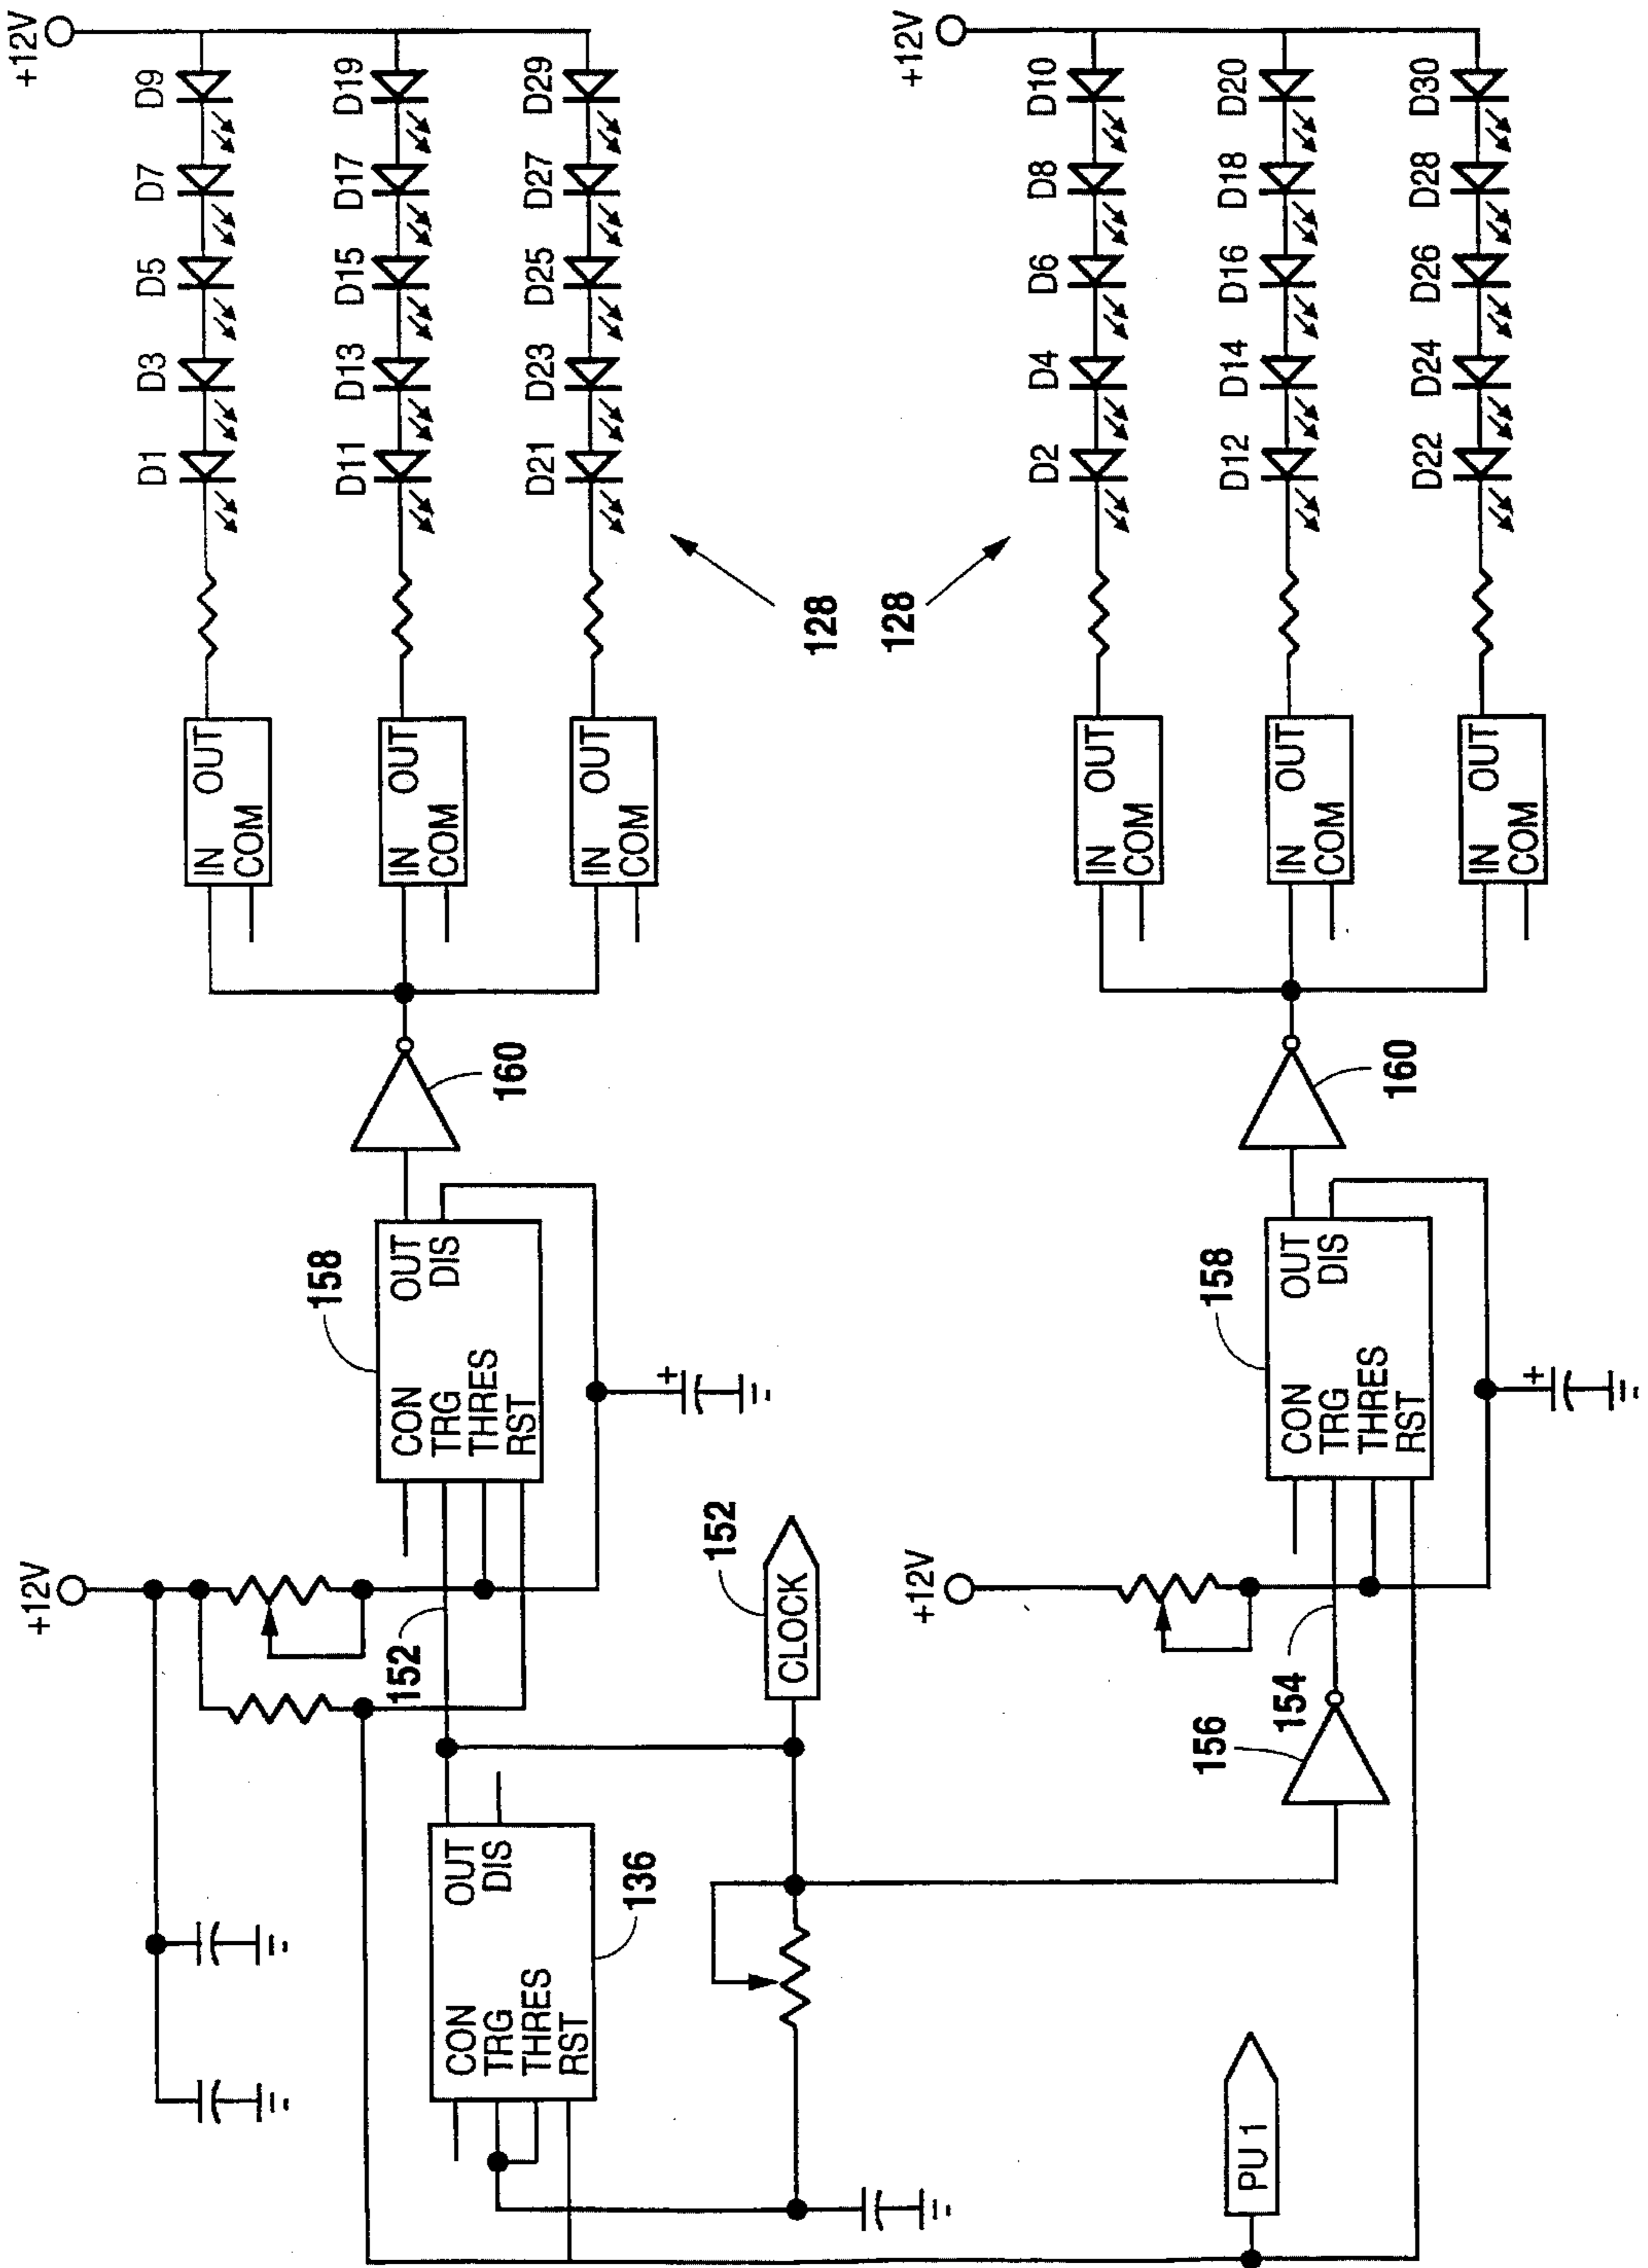 +12V
D1 D3 D5 D7 D9
D11 D13 D15 D17 D19
D21 D23 D25 D27 D29
128
IN OUT
COM
IN OUT
COM
IN OUT
COM
160
158
CON OUT
TRG DIS
THRES
RST
+12V
152
152
CLOCK
CON OUT
TRG DIS
THRES
RST
136
+
+12V
D2 D4 D6 D8 D10
D12 D14 D16 D18 D20
D22 D24 D26 D28 D30
128
IN OUT
COM
IN OUT
COM
IN OUT
COM
160
158
CON OUT
TRG DIS
THRES
RST
+12V
154
156
+
PU 1